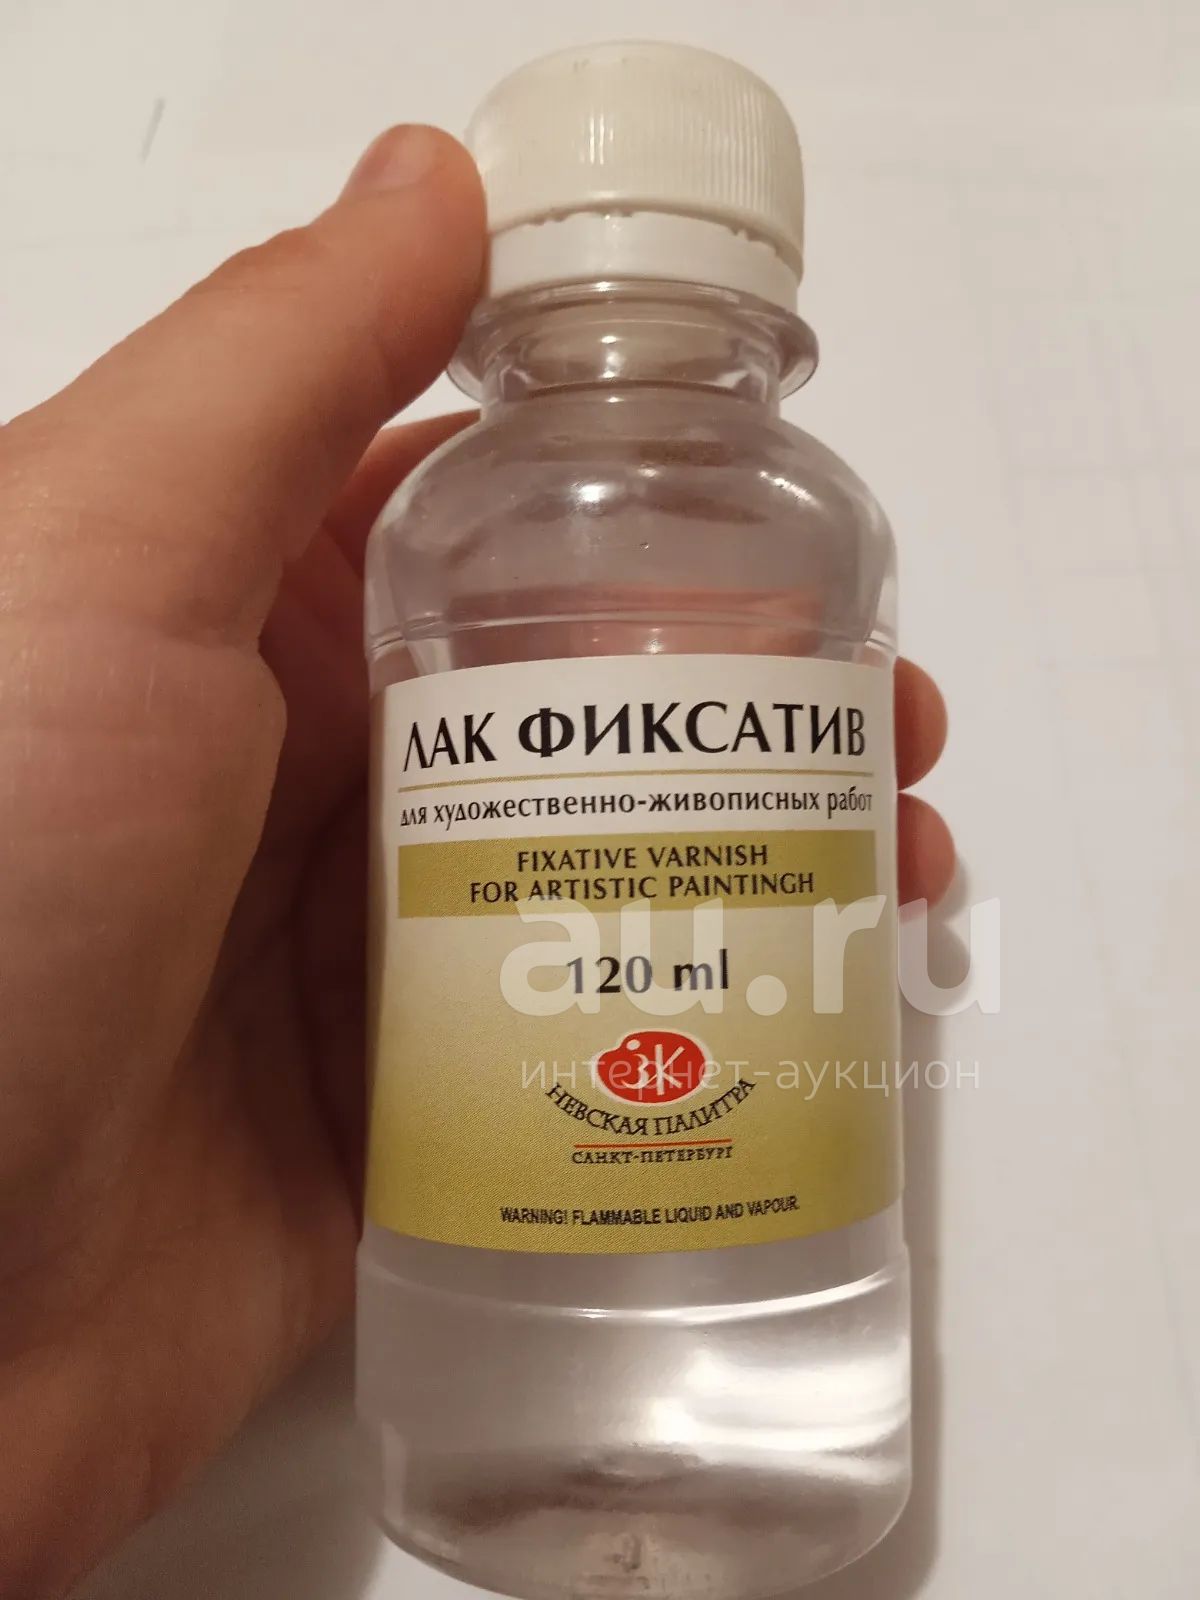 ЛАК ФИКСАТИВ
для художественно-живописных работ
FIXATIVE VARNISH
FOR ARTISTIC PAINTINGH
au.ru
120 ml
ЗК
интернет-аукцион
НЕВСКАЯ ПАЛИТРА
САНКТ-ПЕТЕРБУРГ
WARNING! FLAMMABLE LIQUID AND VAPOUR.